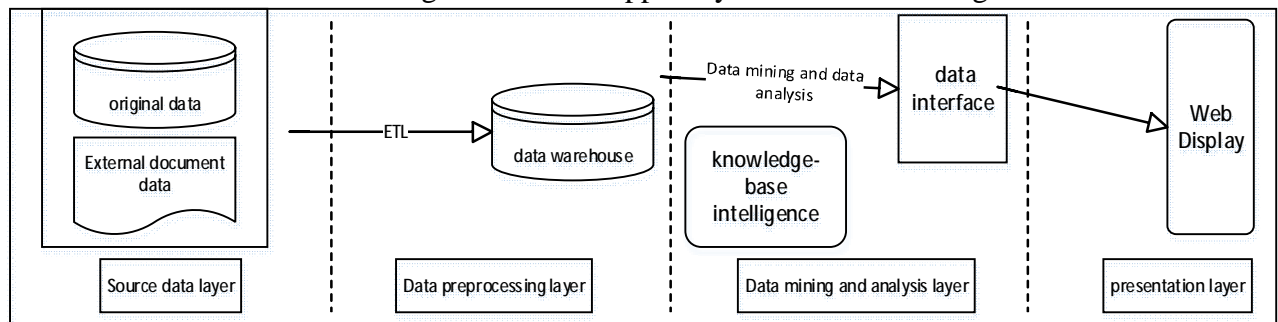 original data
External document
data
ETL
data warehouse
Data mining and data
analysis
knowledge-
base
intelligence
data
interface
Web
Display
Source data layer
Data preprocessing layer
Data mining and analysis layer
presentation layer